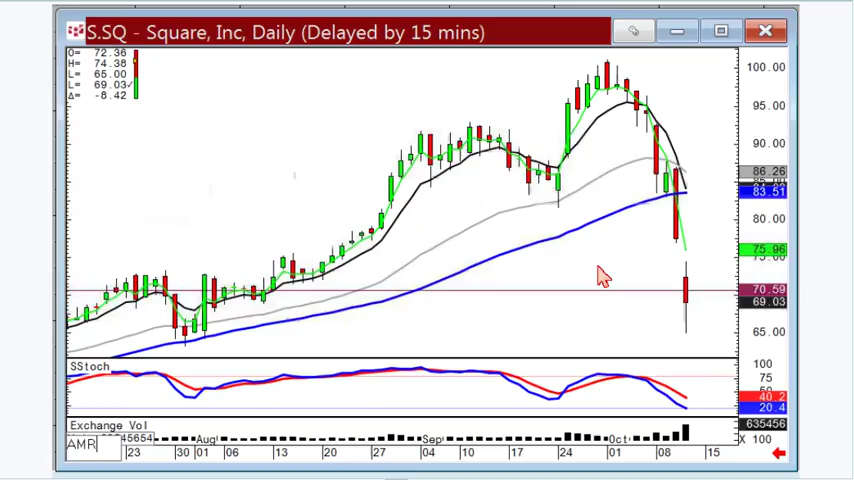 S.SQ - Square, Inc, Daily (Delayed by 15 mins)
O= 72.36
H= 74.38
L= 65.00
L= 69.03✓
Δ= -8.42
100.00
95.00
90.00
86.26
83.51
80.00
75.96
75.00
70.59
69.03
65.00
SStoch
100
75
50
40.2
20.4
Exchange Vol
635456
X 100
AMR
23
30
01
Aug
06
13
20
27
Sep
04
10
17
24
01
Oct
08
15